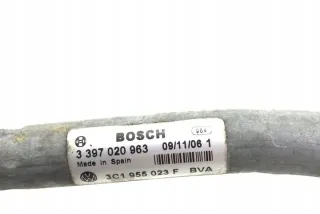 BOSCH
3 397 020 963 09/11/06 1
Made in Spain
3C1 955 023 F BVA